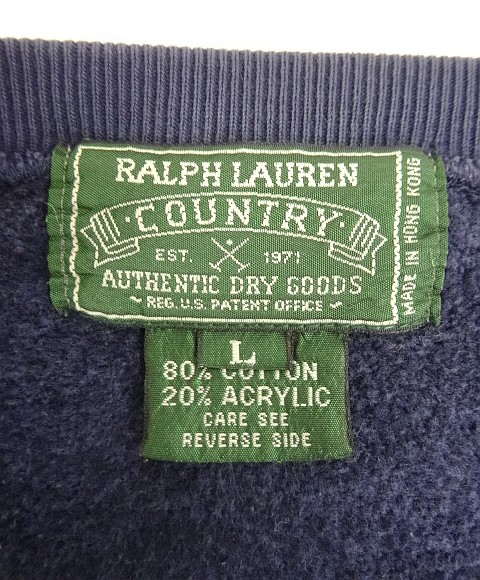 RALPH LAUREN
COUNTRY
EST. 1971
AUTHENTIC DRY GOODS
~ REG. U.S. PATENT OFFICE ~
MADE IN HONG KONG
L
80% COTTON
20% ACRYLIC
CARE SEE
REVERSE SIDE